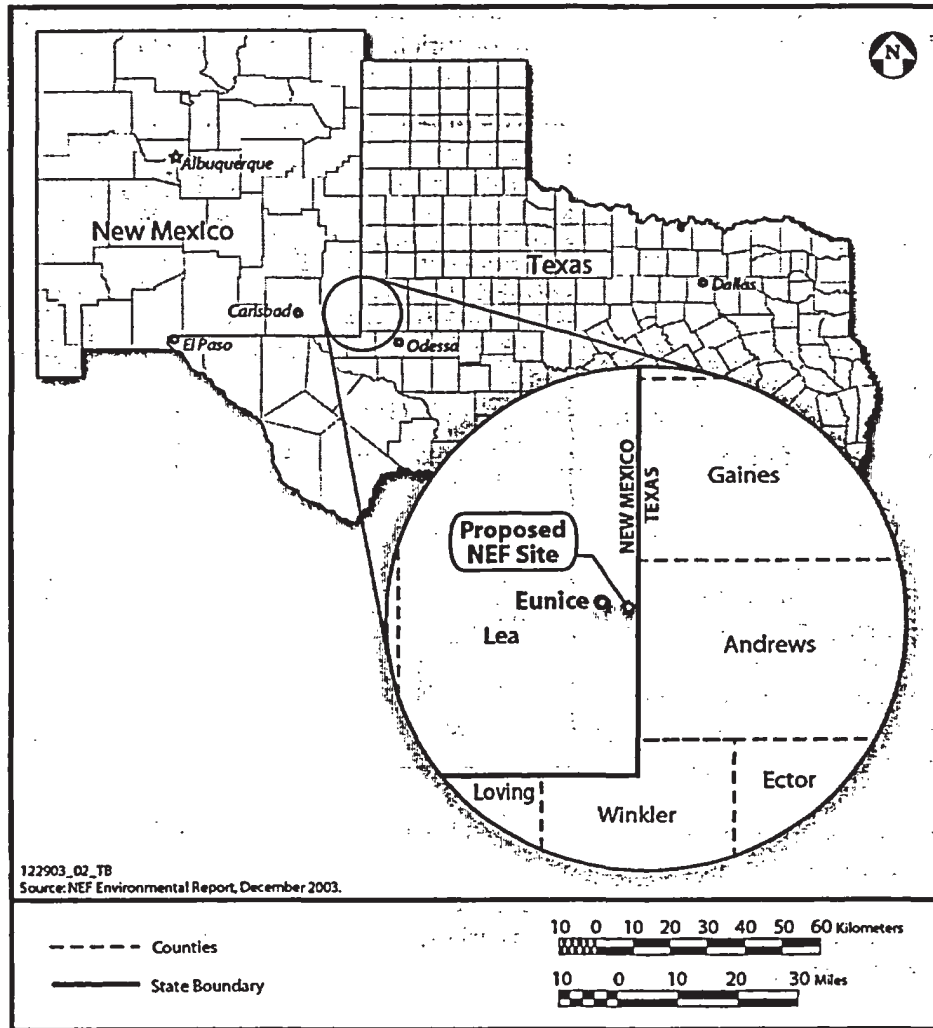 N
Albuquerque
New Mexico
Texas
Dallas
Carlsbad
El Paso
Odessa
NEW MEXICO
TEXAS
Gaines
Proposed
NEF Site
Eunice
Lea
Andrews
Loving
Winkler
Ector
122903_02_TB
Source: NEF Environmental Report, December 2003.
Counties
State Boundary
10 0 10 20 30 40 50 60 Kilometers
10 0 10 20 30 Miles